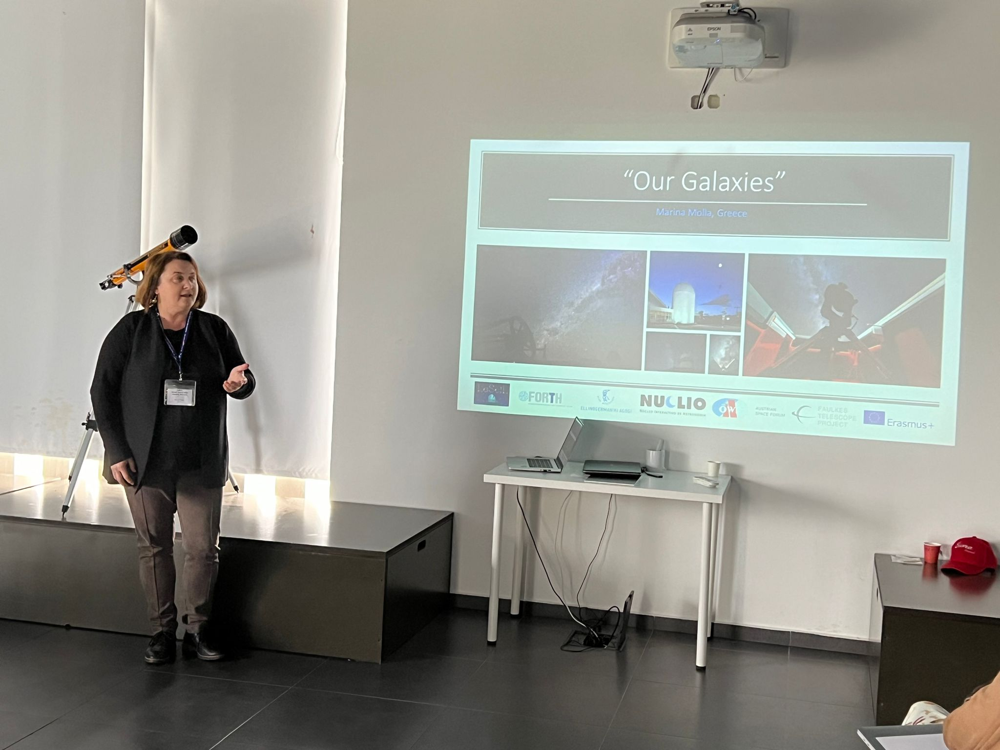 EPSON
“Our Galaxies”
Marina Molla, Greece
FORTH
ELLINOGERMANIKI AGOGI
NUCLIO
NÚCLEO INTERACTIVO DE ASTRONOMIA
öw
AUSTRIAN
SPACE FORUM
FAULKES
TELESCOPE
PROJECT
Erasmus+